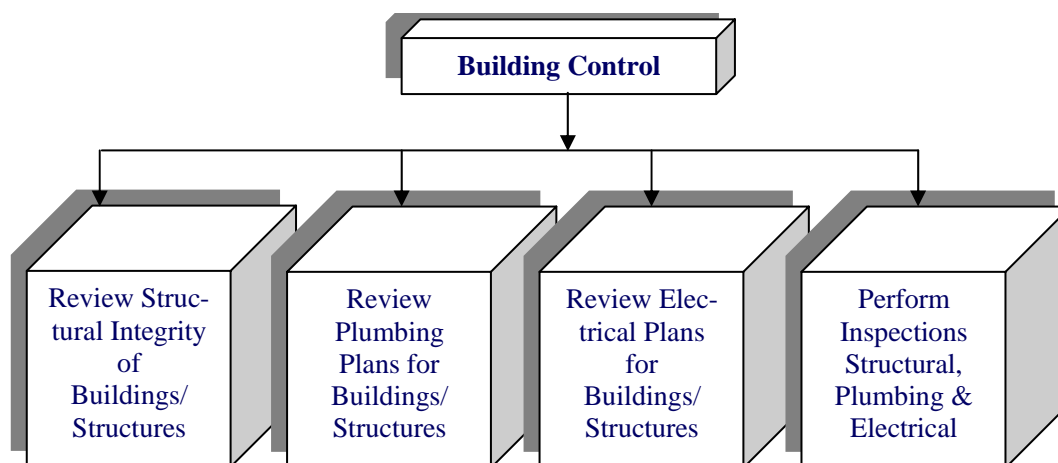 Building Control
Review Struc-
tural Integrity
of
Buildings/
Structures
Review
Plumbing
Plans for
Buildings/
Structures
Review Elec-
trical Plans
for
Buildings/
Structures
Perform
Inspections
Structural,
Plumbing &
Electrical